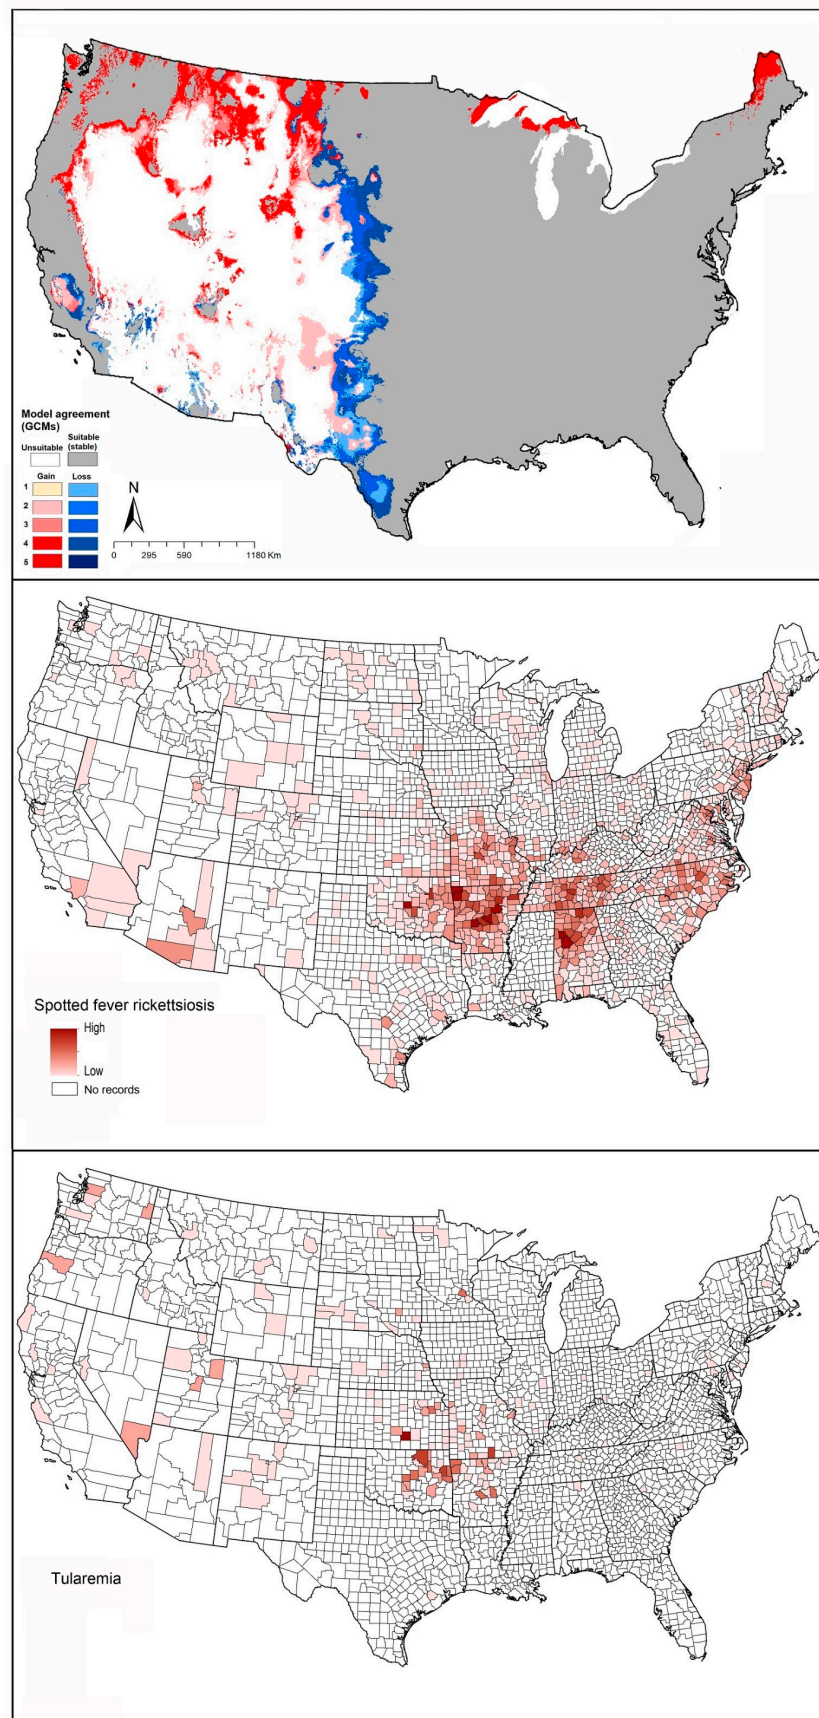 Model agreement
(GCMs)
Unsuitable Suitable (stable)
Gain Loss
1
2
3
4
5
N
0 295 590 1180 Km
Spotted fever rickettsiosis
High
Low
No records
Tularemia